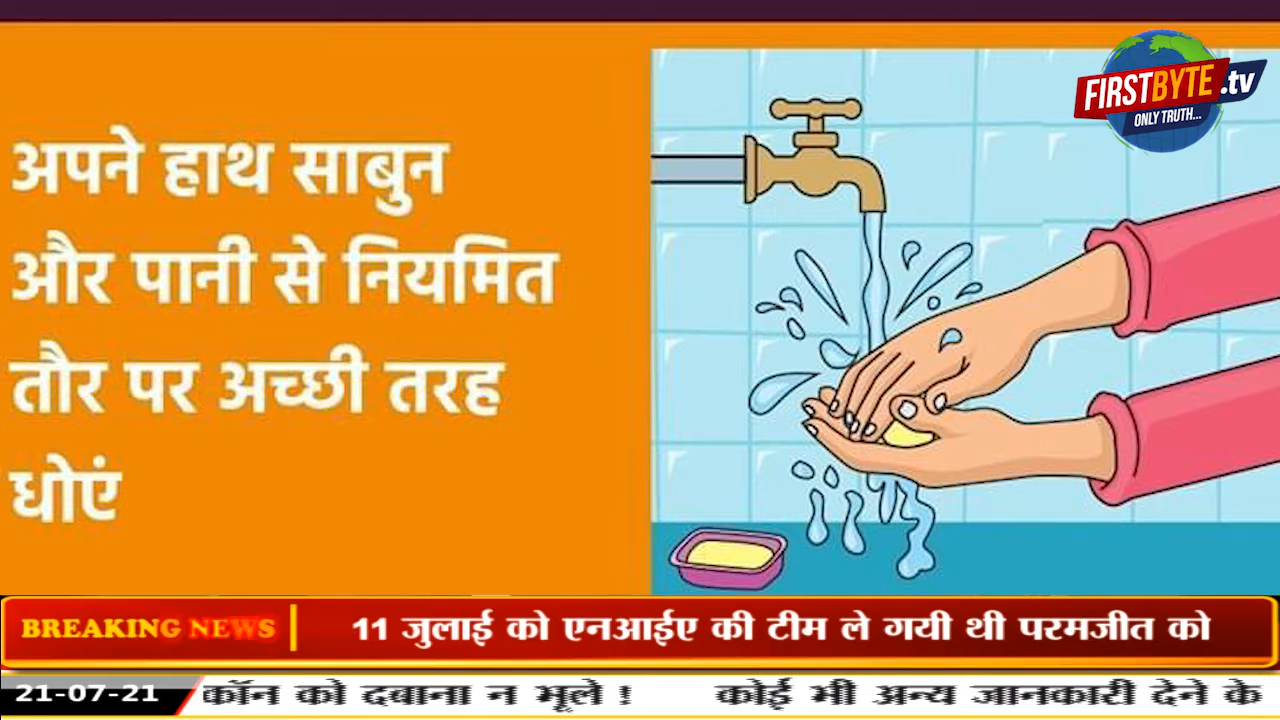 FIRSTBYTE.tv
ONLY TRUTH...
अपने हाथ साबुन
और पानी से नियमित
तौर पर अच्छी तरह
धोएं
BREAKING NEWS
11 जुलाई को एनआईए की टीम ले गयी थी परमजीत को
21-07-21
कॉन को दबाना न भूले ! कोई भी अन्य जानकारी देने के